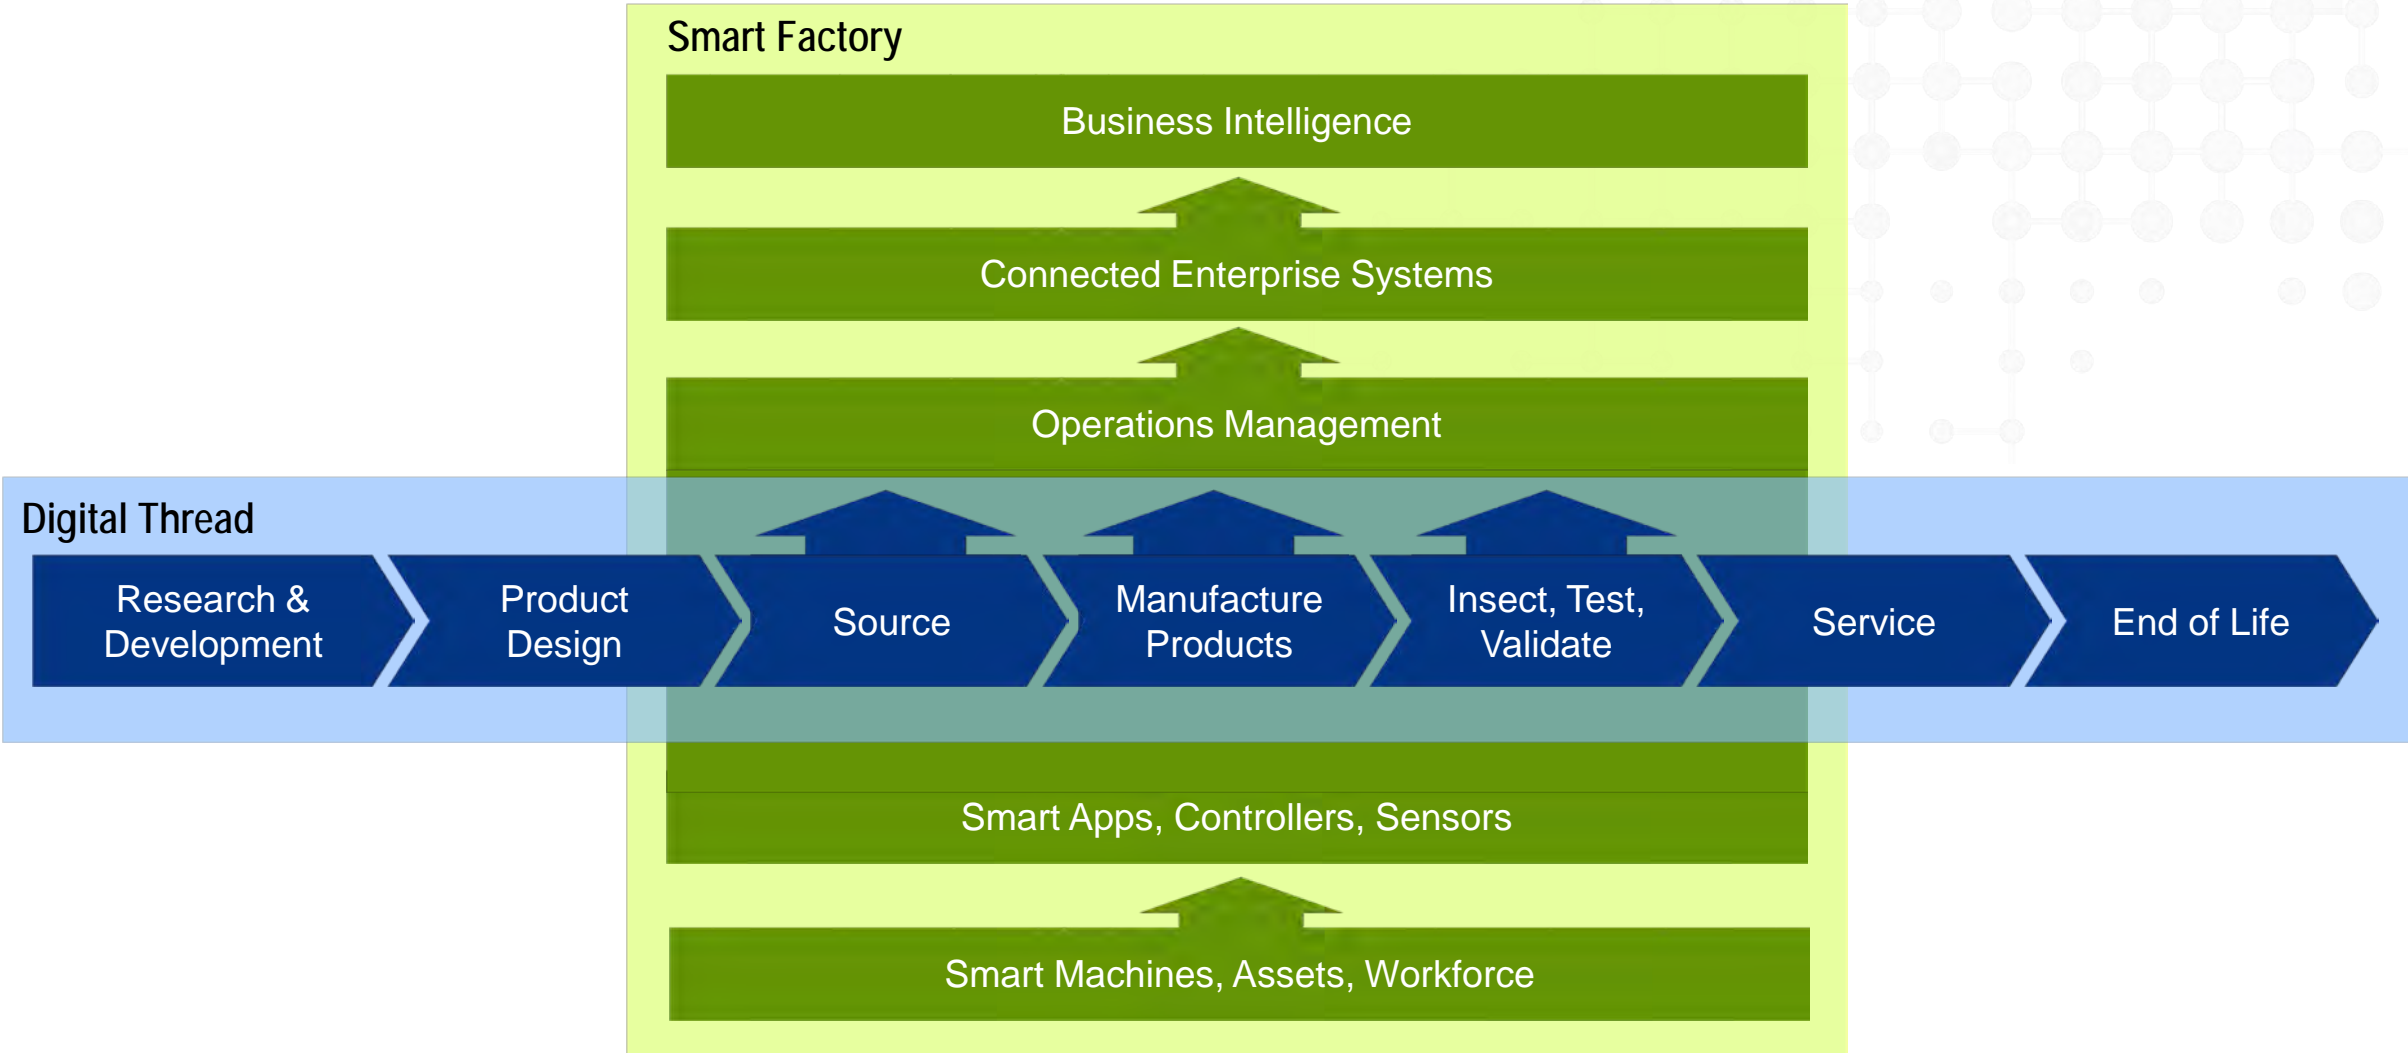 Smart Factory
Business Intelligence
Connected Enterprise Systems
Operations Management
Digital Thread
Research &
Development
Product
Design
Source
Manufacture
Products
Insect, Test,
Validate
Service
End of Life
Smart Apps, Controllers, Sensors
Smart Machines, Assets, Workforce